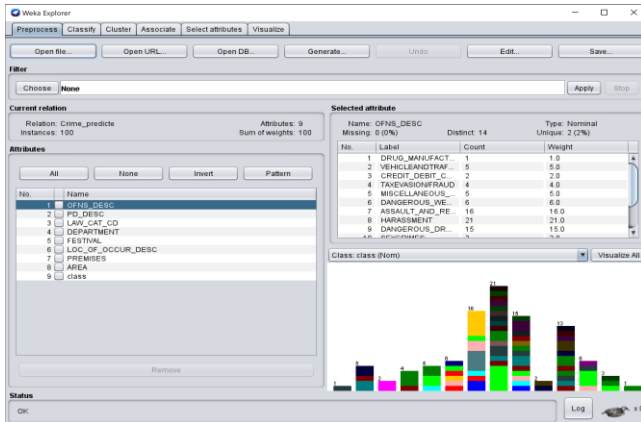 Weka Explorer
Preprocess Classify Cluster Associate Select attributes Visualize
Open file... Open URL... Open DB... Generate... Undo Edit... Save...
Filter
Choose None Apply Stop
Current relation
Relation: Crime_predicte Attributes: 9
Instances: 100 Sum of weights: 100
Attributes
All None Invert Pattern
No. Name
1 OFNS_DESC
2 PD_DESC
3 LAW_CAT_CD
4 DEPARTMENT
5 FESTIVAL
6 LOC_OF_OCCUR_DESC
7 PREMISES
8 AREA
9 class
Remove
Selected attribute
Name: OFNS_DESC Type: Nominal
Missing: 0 (0%) Distinct: 14 Unique: 2 (2%)
No. Label Count Weight
1 DRUG_MANUFACT... 1 1.0
2 VEHICLEANDTRAF... 5 5.0
3 CREDIT_DEBIT_C... 2 2.0
4 TAXEVASION/FRAUD 4 4.0
5 MISCELLANEOUS_... 5 5.0
6 DANGEROUS_WE... 6 6.0
7 ASSAULT_AND_RE... 16 16.0
8 HARASSMENT 21 21.0
9 DANGEROUS_DR... 15 15.0
Class: class (Nom) Visualize All
21
16
15
13
4
2
Status
OK
Log